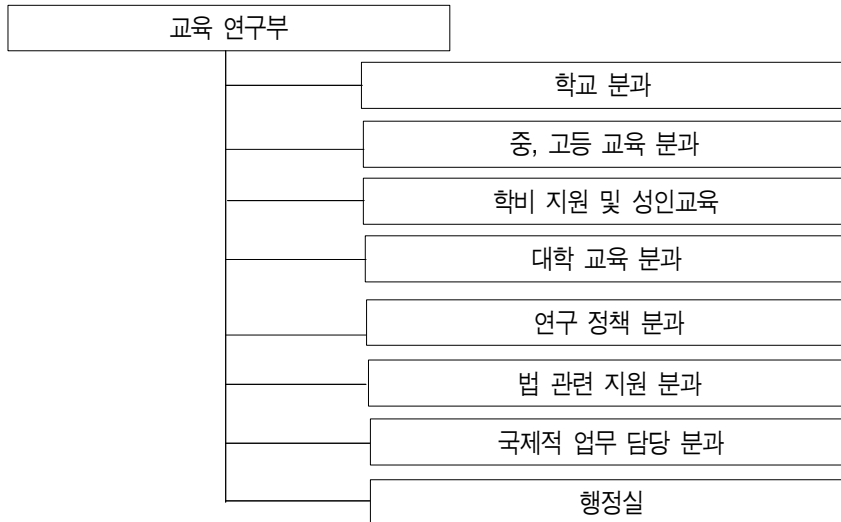 교육 연구부
학교 분과
중, 고등 교육 분과
학비 지원 및 성인교육
대학 교육 분과
연구 정책 분과
법 관련 지원 분과
국제적 업무 담당 분과
행정실